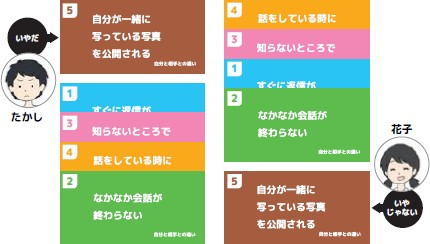 いやだ
たかし
5
自分が一緒に
写っている写真
を公開される
自分と相手との違い
1
すぐに返信が
3
知らないところで
4
話をしている時に
2
なかなか会話が
終わらない
自分と相手との違い
4
話をしている時に
3
知らないところで
1
すぐに返信が
2
なかなか会話が
終わらない
自分と相手との違い
花子
いや
じゃない
5
自分が一緒に
写っている写真
を公開される
自分と相手との違い